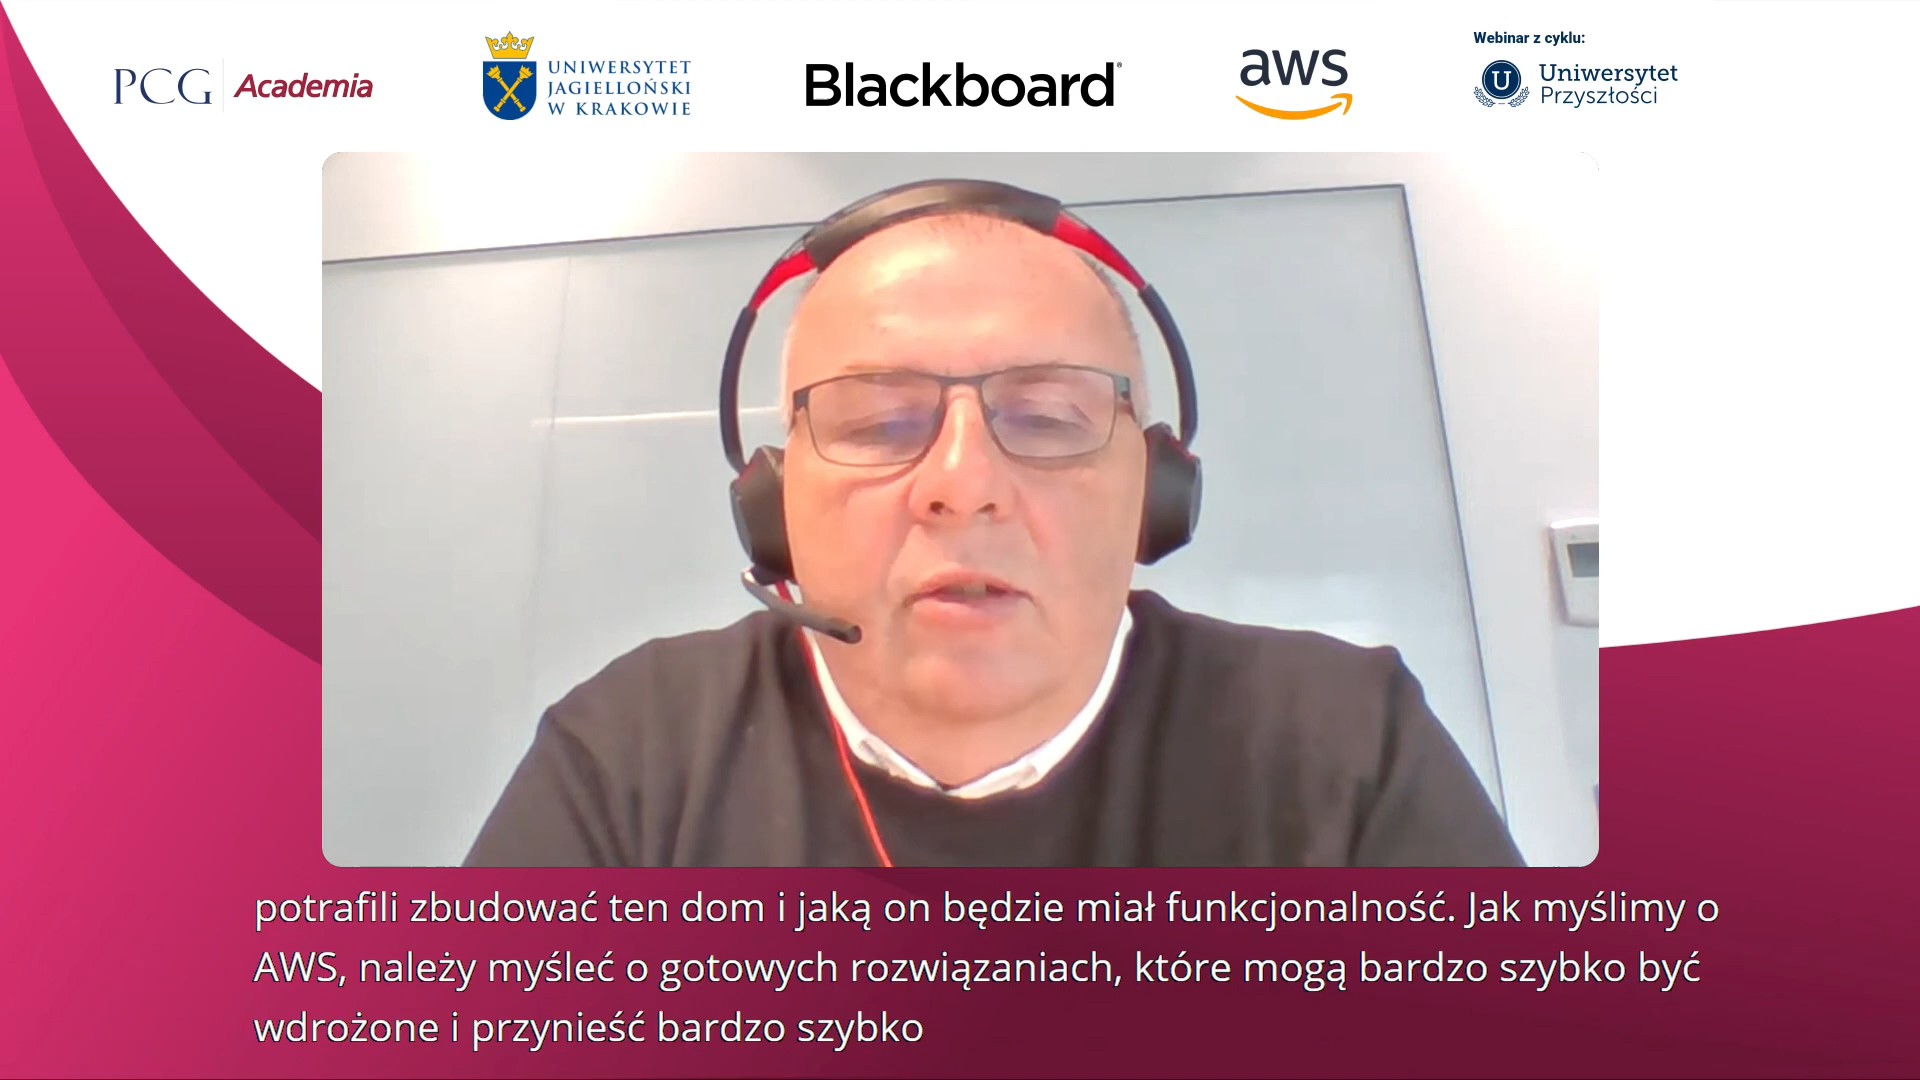 PCG Academia
UNIWERSYTET
JAGIELLOŃSKI
W KRAKOWIE
Blackboard
aws
Webinar z cyklu:
U
Uniwersytet
Przyszłości
potrafili zbudować ten dom i jaką on będzie miał funkcjonalność. Jak myślimy o
AWS, należy myśleć o gotowych rozwiązaniach, które mogą bardzo szybko być
wdrożone i przynieść bardzo szybko